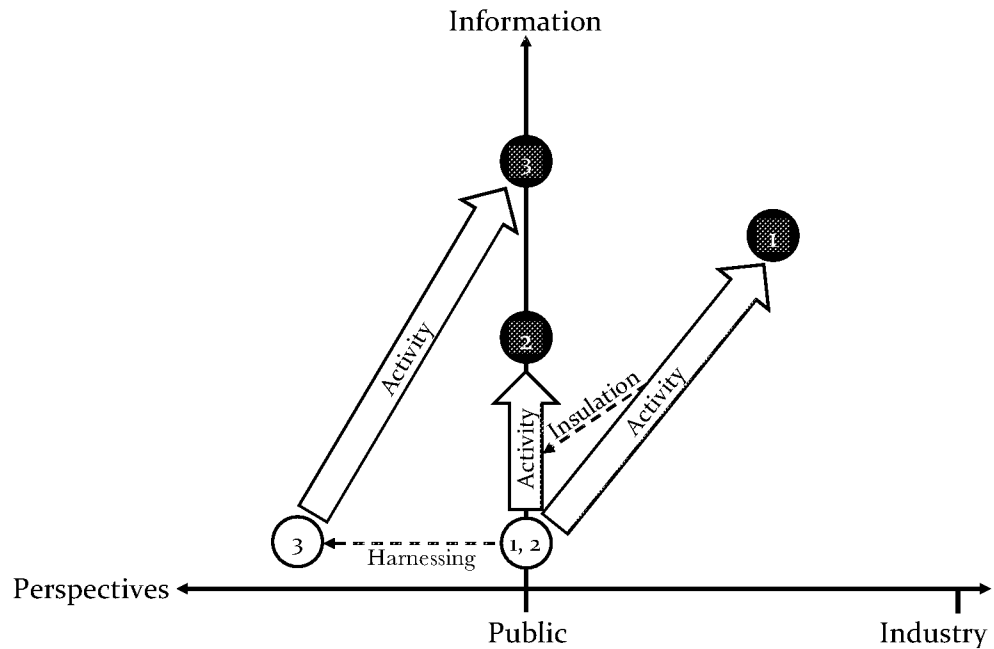 Information
3
1
2
Activity
Insulation
Activity
Activity
3
Harnessing
1, 2
Perspectives
Public
Industry